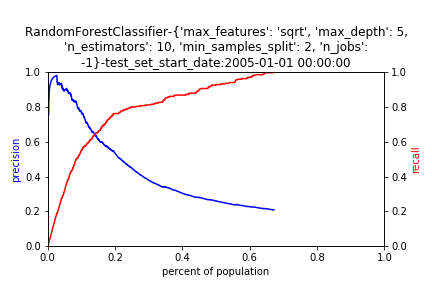 RandomForestClassifier-{'max_features': 'sqrt', 'max_depth': 5,
'n_estimators': 10, 'min_samples_split': 2, 'n_jobs':
-1}-test_set_start_date:2005-01-01 00:00:00
1.0
0.8
0.6
0.4
0.2
0.0
precision
1.0
0.8
0.6
0.4
0.2
0.0
recall
0.0 0.2 0.4 0.6 0.8 1.0
percent of population